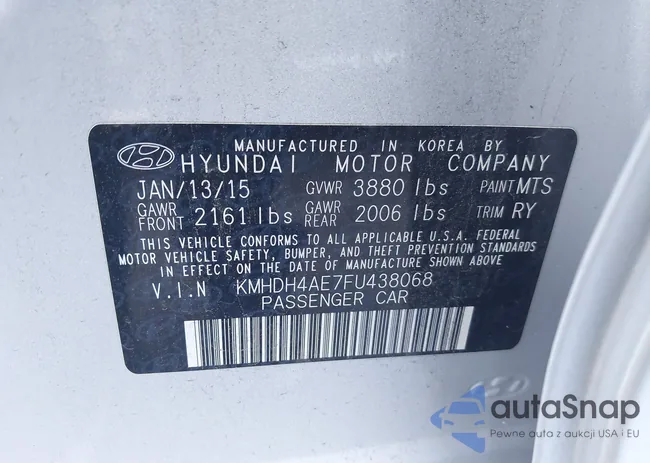 MANUFACTURED IN KOREA BY
HYUNDAI MOTOR COMPANY
JAN/13/15 GVWR 3880 lbs PAINT MTS
GAWR FRONT 2161 lbs GAWR REAR 2006 lbs TRIM RY
THIS VEHICLE CONFORMS TO ALL APPLICABLE U.S.A. FEDERAL
MOTOR VEHICLE SAFETY, BUMPER, AND THEFT PREVENTION STANDARDS
IN EFFECT ON THE DATE OF MANUFACTURE SHOWN ABOVE.
V.I.N KMHDH4AE7FU438068
PASSENGER CAR
autaSnap
Pewne auta z aukcji USA i EU